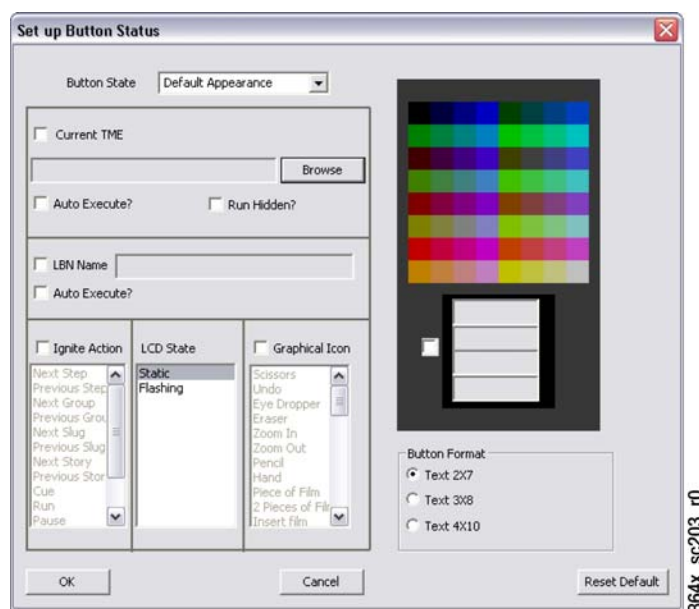 Set up Button Status
Button State Default Appearance
Current TME
Browse
Auto Execute? Run Hidden?
LBN Name
Auto Execute?
Ignite Action
Next Step
Previous Step
Next Group
Previous Grou
Next Slug
Previous Slug
Next Story
Previous Stor
Cue
Run
Pause
LCD State
Static
Flashing
Graphical Icon
Scissors
Undo
Eye Dropper
Eraser
Zoom In
Zoom Out
Pencil
Hand
Piece of Film
2 Pieces of Film
Insert film
Button Format
Text 2X7
Text 3X8
Text 4X10
OK Cancel Reset Default
364x_sc203_r0